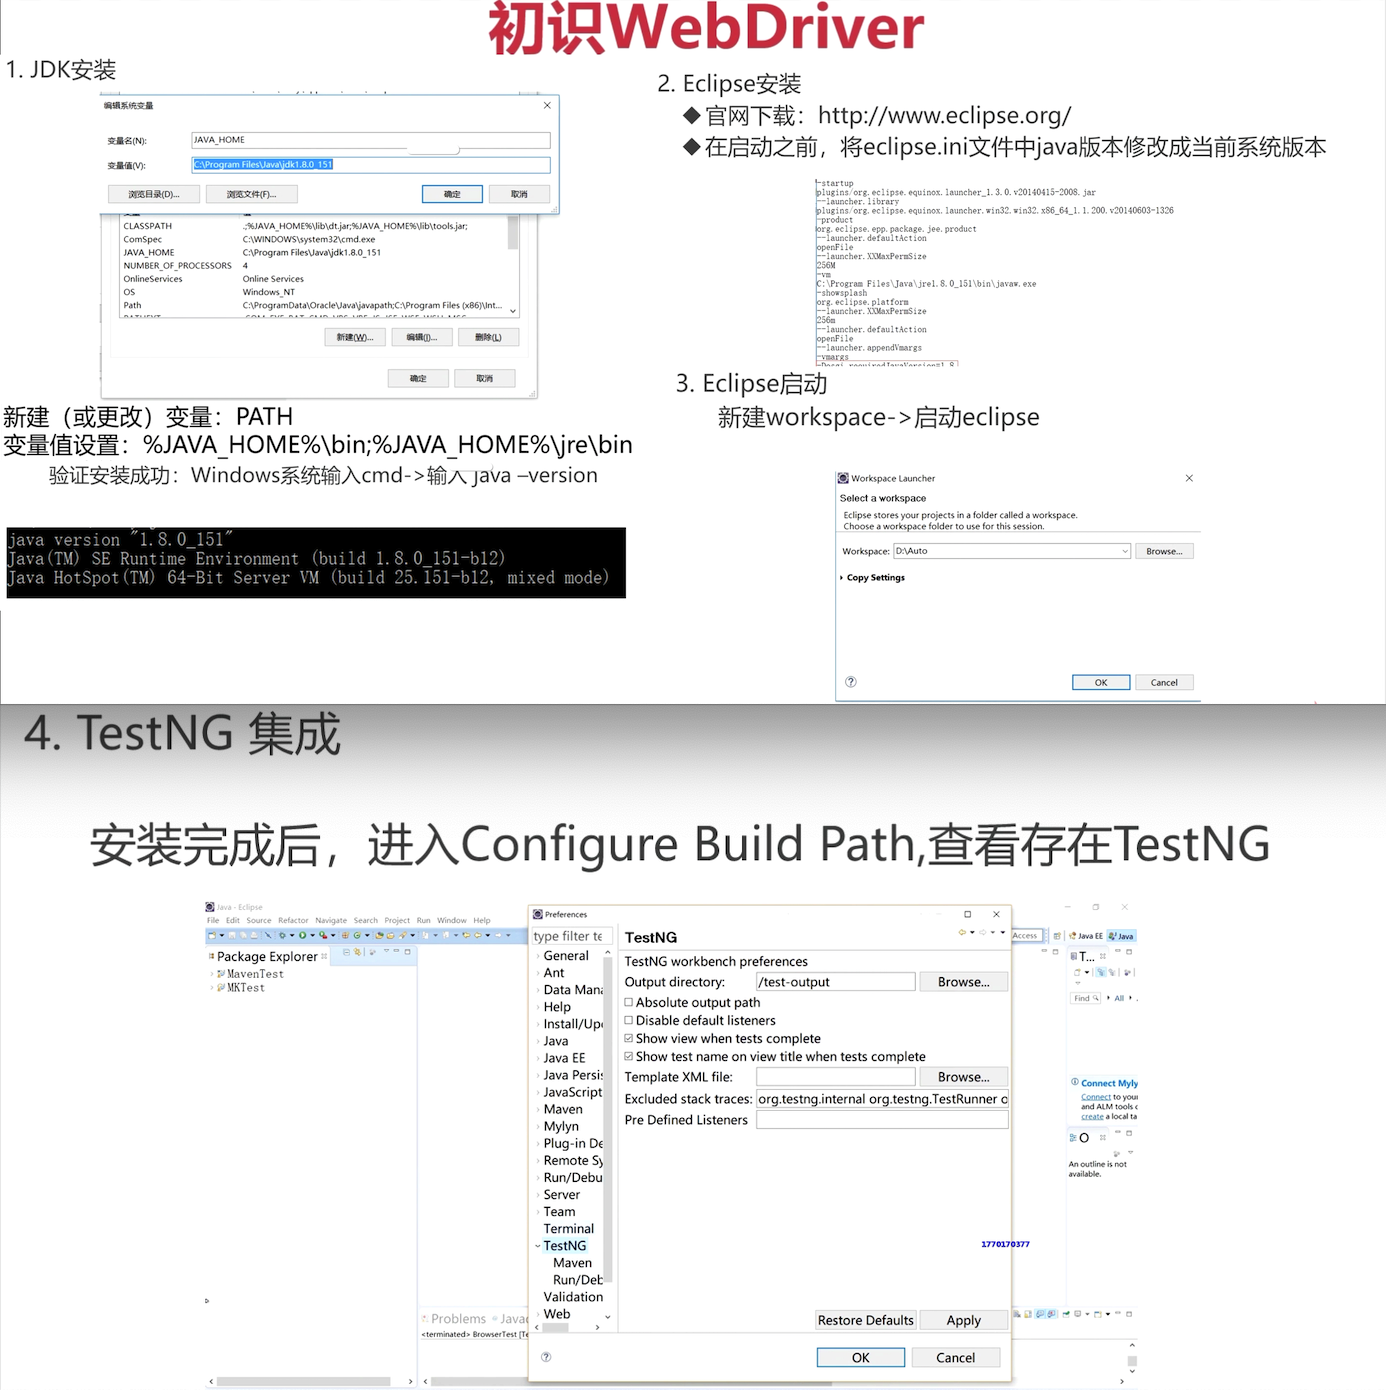 初识WebDriver
1. JDK安装
编辑系统变量
变量名(N):
JAVA_HOME
变量值(V):
C:\Program Files\Java\jdk1.8.0_151
浏览目录(D)...
浏览文件(F)...
确定
取消
CLASSPATH .;%JAVA_HOME%\lib\dt.jar;%JAVA_HOME%\lib\tools.jar;
ComSpec C:\WINDOWS\system32\cmd.exe
JAVA_HOME C:\Program Files\Java\jdk1.8.0_151
NUMBER_OF_PROCESSORS 4
OnlineServices Online Services
OS Windows_NT
Path C:\ProgramData\Oracle\Java\javapath;C:\Program Files (x86)\Int...
新建(W)...
编辑(I)...
删除(L)
确定
取消
新建（或更改）变量：PATH
变量值设置：%JAVA_HOME%\bin;%JAVA_HOME%\jre\bin
验证安装成功：Windows系统输入cmd->输入 java –version
java version "1.8.0_151"
Java(TM) SE Runtime Environment (build 1.8.0_151-b12)
Java HotSpot(TM) 64-Bit Server VM (build 25.151-b12, mixed mode)
2. Eclipse安装
◆官网下载：http://www.eclipse.org/
◆在启动之前，将eclipse.ini文件中java版本修改成当前系统版本
-startup
plugins/org.eclipse.equinox.launcher_1.3.0.v20140415-2008.jar
--launcher.library
plugins/org.eclipse.equinox.launcher.win32.win32.x86_64_1.1.200.v20140603-1326
-product
org.eclipse.epp.package.jee.product
--launcher.defaultAction
openFile
--launcher.XXMaxPermSize
256M
-vm
C:\Program Files\Java\jre1.8.0_151\bin\javaw.exe
-showsplash
org.eclipse.platform
--launcher.XXMaxPermSize
256m
--launcher.defaultAction
openFile
--launcher.appendVmargs
-vmargs
-Dosgi.requiredJavaVersion=1.8
3. Eclipse启动
新建workspace->启动eclipse
Workspace Launcher
Select a workspace
Eclipse stores your projects in a folder called a workspace.
Choose a workspace folder to use for this session.
Workspace: D:\Auto
Browse...
Copy Settings
OK
Cancel
4. TestNG 集成
安装完成后，进入Configure Build Path,查看存在TestNG
Java - Eclipse
File Edit Source Refactor Navigate Search Project Run Window Help
Package Explorer
MavenTest
MKTest
Preferences
type filter te
General
Ant
Data Mana
Help
Install/Upd
Java
Java EE
Java Persis
JavaScript
Maven
Mylyn
Plug-in De
Remote Sy
Run/Debu
Server
Team
Terminal
TestNG
Maven
Run/Deb
Validation
Web
TestNG
TestNG workbench preferences
Output directory: /test-output Browse...
Absolute output path
Disable default listeners
Show view when tests complete
Show test name on view title when tests complete
Template XML file: Browse...
Excluded stack traces: org.testng.internal org.testng.TestRunner o
Pre Defined Listeners
1770170377
Restore Defaults
Apply
OK
Cancel
Access
Java EE
Java
T...
Find
All
Connect Myly
Connect to your
and ALM tools c
create a local ta
O
An outline is not
available.
Problems
Javac
<terminated> BrowserTest [Te